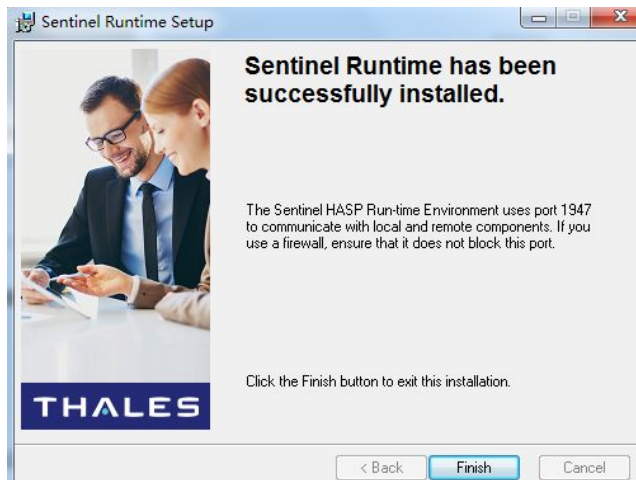 Sentinel Runtime Setup
Sentinel Runtime has been
successfully installed.
The Sentinel HASP Run-time Environment uses port 1947
to communicate with local and remote components. If you
use a firewall, ensure that it does not block this port.
Click the Finish button to exit this installation.
THALES
< Back
Finish
Cancel